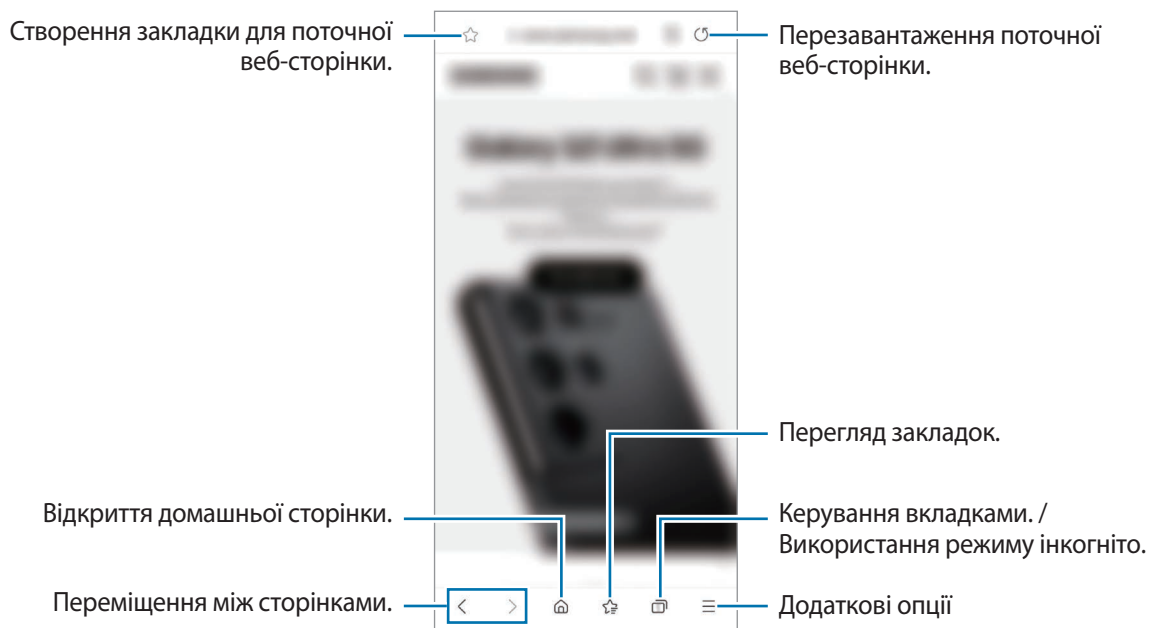 Створення закладки для поточної
веб-сторінки.
Перезавантаження поточної
веб-сторінки.
Перегляд закладок.
Відкриття домашньої сторінки.
Керування вкладками. /
Використання режиму інкогніто.
Переміщення між сторінками.
Додаткові опції